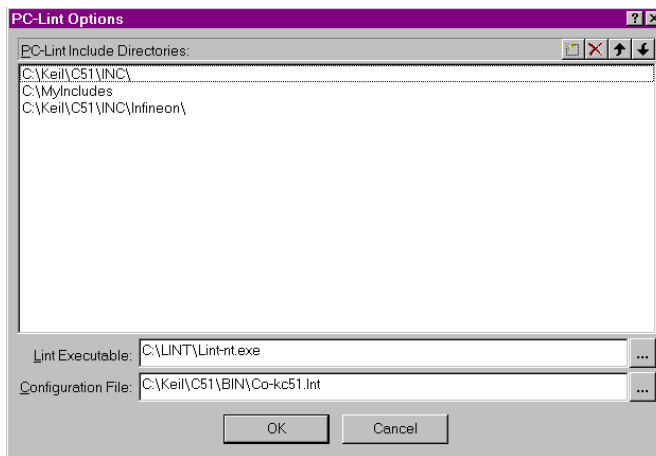 PC-Lint Options
PC-Lint Include Directories:
C:\Keil\C51\INC\
C:\MyIncludes
C:\Keil\C51\INC\Infineon\
Lint Executable: C:\LINT\Lint-nt.exe ...
Configuration File: C:\Keil\C51\BIN\Co-kc51.lnt ...
OK Cancel